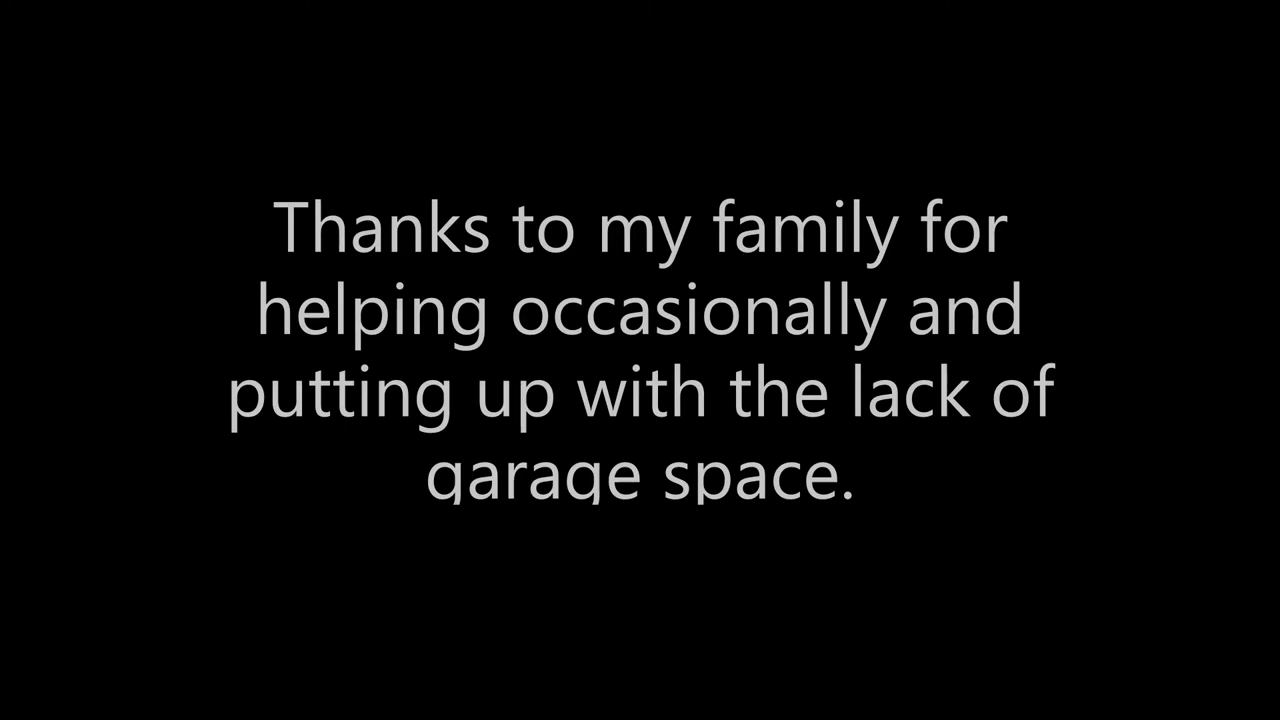 Thanks to my family for
helping occasionally and
putting up with the lack of
garage space.